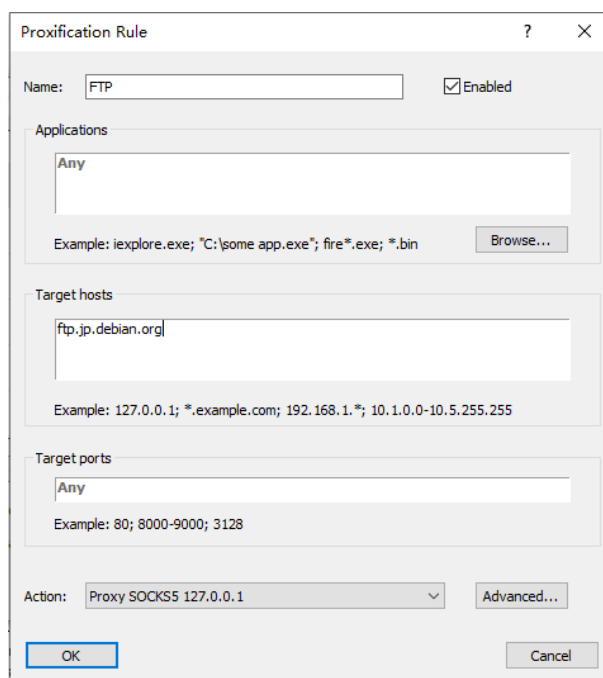 Proxification Rule
Name: FTP Enabled
Applications
Any
Example: iexplore.exe; "C:\some app.exe"; fire*.exe; *.bin
Browse...
Target hosts
ftp.jp.debian.org
Example: 127.0.0.1; *.example.com; 192.168.1.*; 10.1.0.0-10.5.255.255
Target ports
Any
Example: 80; 8000-9000; 3128
Action: Proxy SOCKS5 127.0.0.1 Advanced...
OK Cancel